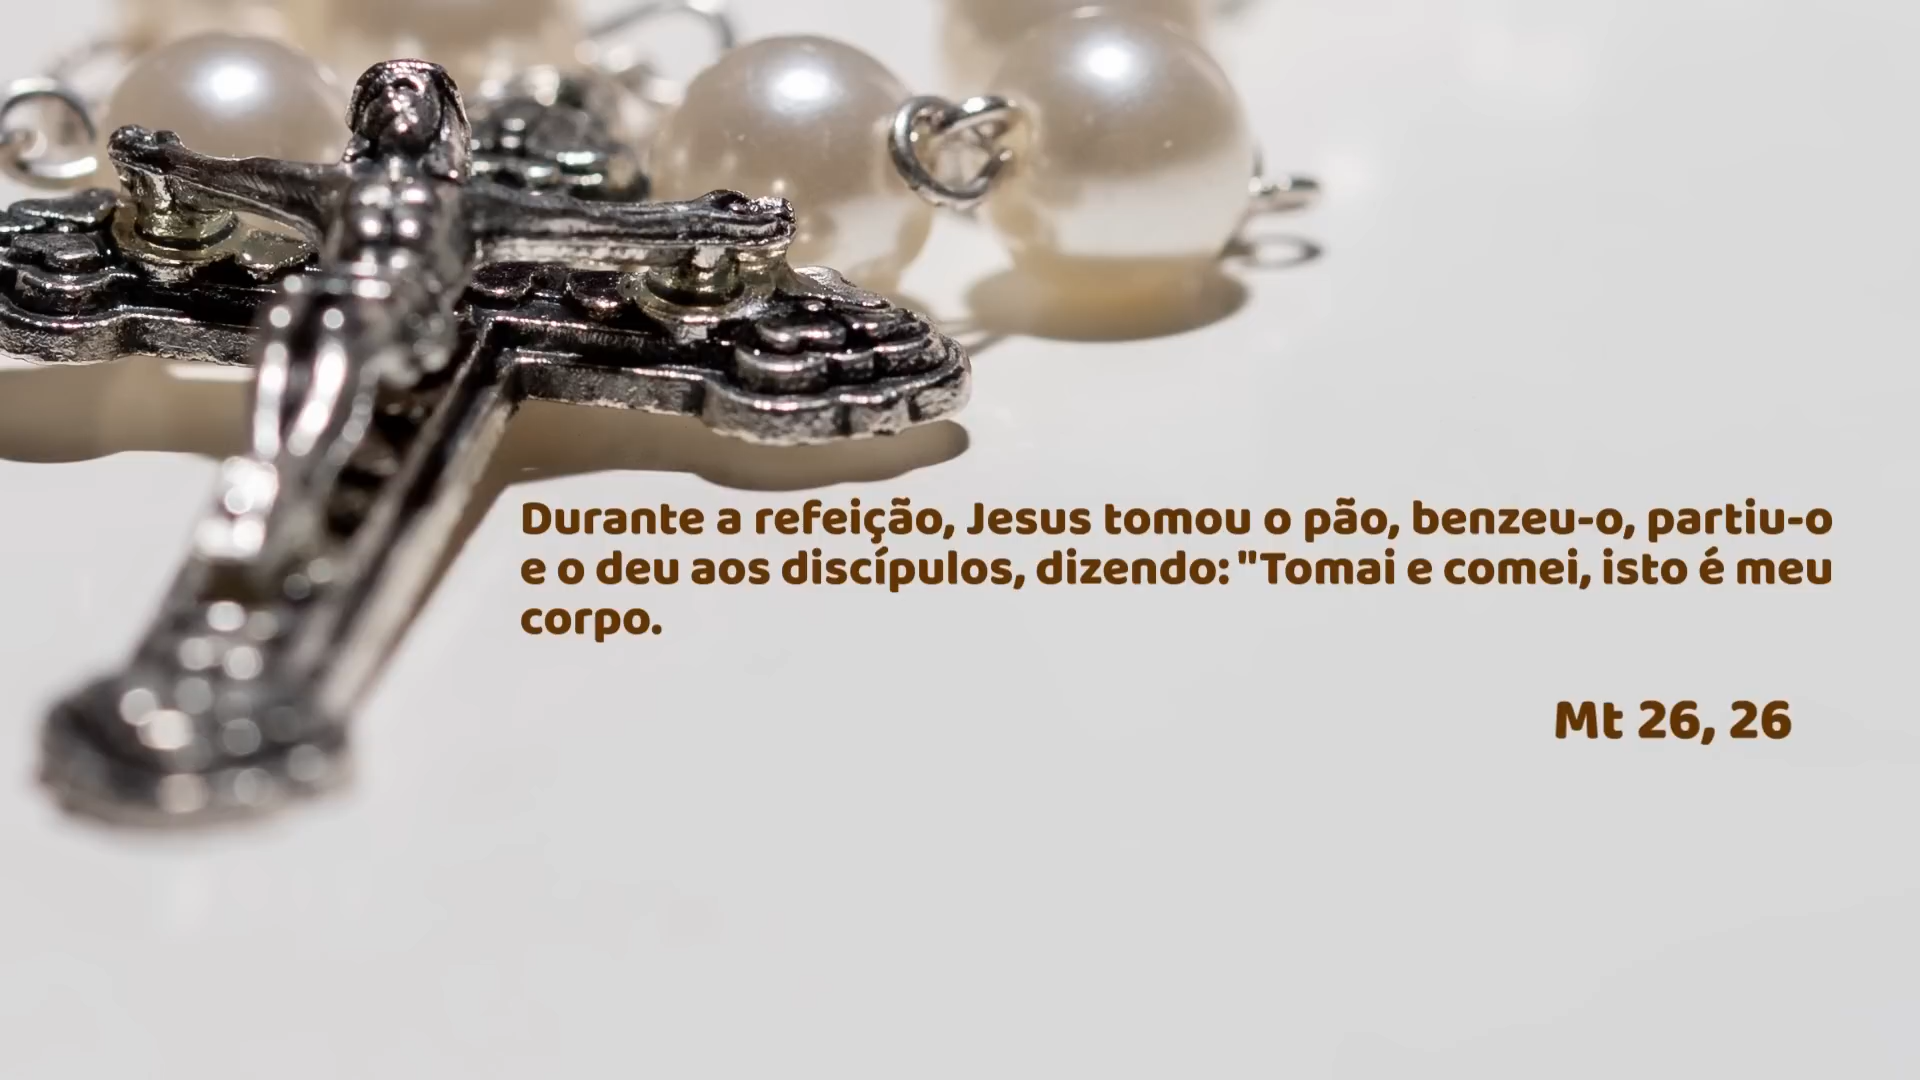 Durante a refeição, Jesus tomou o pão, benzeu-o, partiu-o
e o deu aos discípulos, dizendo: "Tomai e comei, isto é meu
corpo.
Mt 26, 26